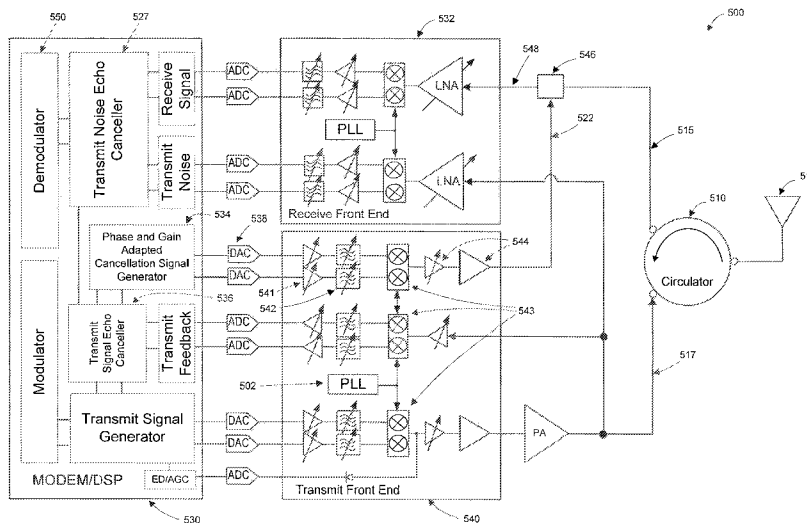 550
527
532
500
546
548
Demodulator
Transmit Noise Echo
Canceller
Receive
Signal
ADC
ADC
LNA
522
515
PLL
Transmit
Noise
ADC
ADC
LNA
Receive Front End
510
5
534
538
Phase and Gain
Adapted
Cancellation Signal
Generator
DAC
DAC
541
542
544
Circulator
536
543
Modulator
Transmit
Signal Echo
Canceller
Transmit
Feedback
ADC
ADC
502
PLL
517
Transmit Signal
Generator
DAC
DAC
PA
MODEM/DSP
ED/AGC
ADC
Transmit Front End
530
540